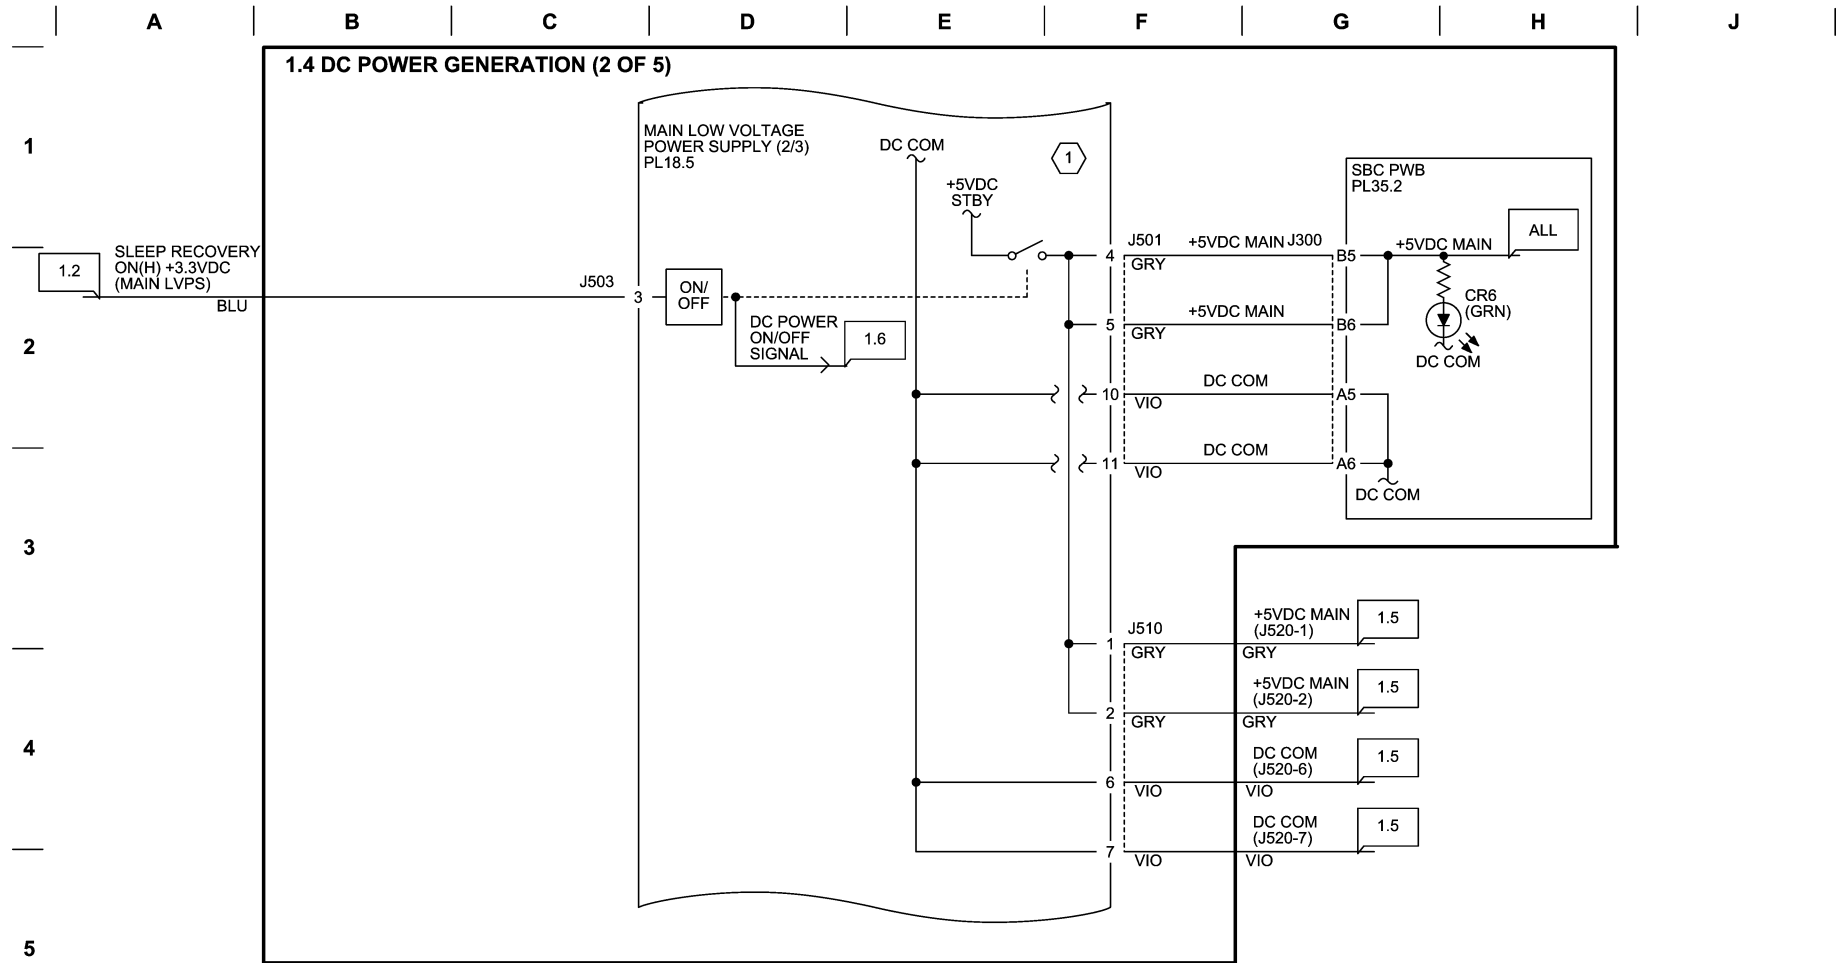 A B C D E F G H J
1.4 DC POWER GENERATION (2 OF 5)
1
MAIN LOW VOLTAGE
POWER SUPPLY (2/3)
PL18.5
DC COM
+5VDC
STBY
1
SBC PWB
PL35.2
ALL
1.2
SLEEP RECOVERY
ON(H) +3.3VDC
(MAIN LVPS)
BLU
J503
3
ON/
OFF
DC POWER
ON/OFF
SIGNAL
1.6
4
J501
+5VDC MAIN
J300
GRY
B5
+5VDC MAIN
CR6
(GRN)
DC COM
2
5
+5VDC MAIN
GRY
B6
10
DC COM
VIO
A5
11
DC COM
VIO
A6
DC COM
3
J510
1
GRY
+5VDC MAIN
(J520-1)
GRY
1.5
2
GRY
+5VDC MAIN
(J520-2)
GRY
1.5
4
6
VIO
DC COM
(J520-6)
VIO
1.5
7
VIO
DC COM
(J520-7)
VIO
1.5
5